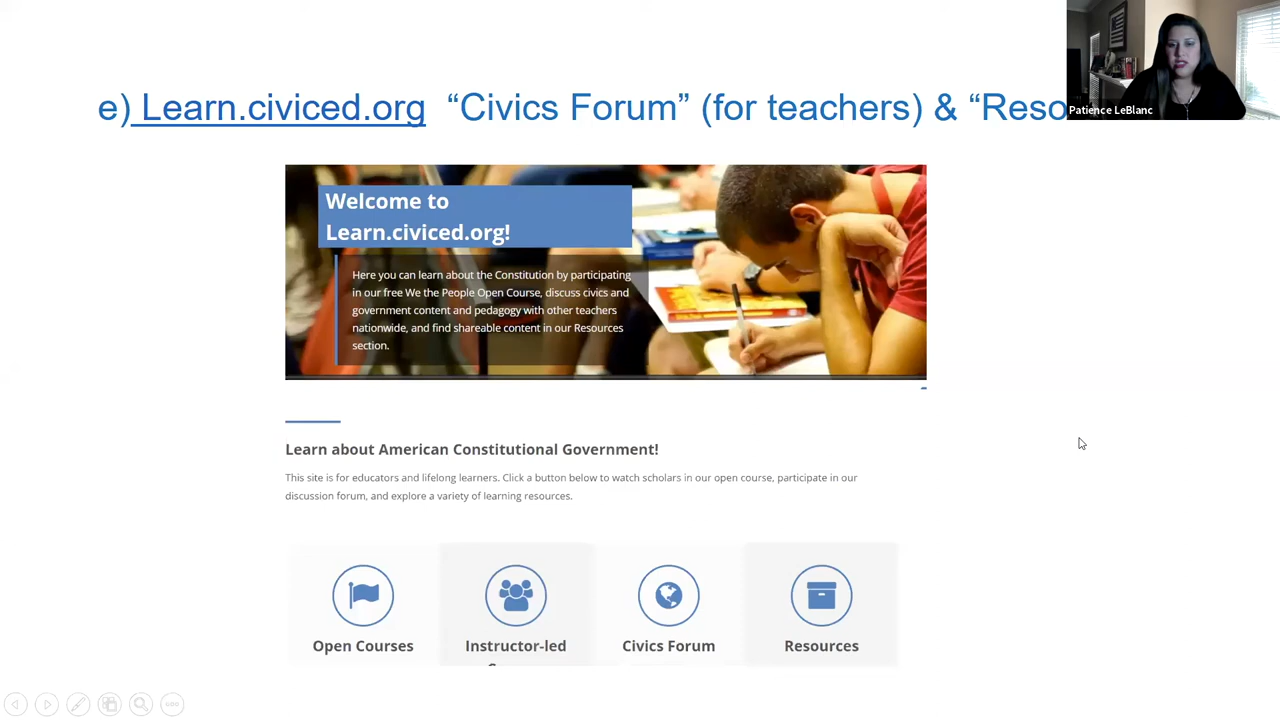 e) Learn.civiced.org “Civics Forum” (for teachers) & “Reso
Patience LeBlanc
Welcome to
Learn.civiced.org!
Here you can learn about the Constitution by participating
in our free We the People Open Course, discuss civics and
government content and pedagogy with other teachers
nationwide, and find shareable content in our Resources
section.
Learn about American Constitutional Government!
This site is for educators and lifelong learners. Click a button below to watch scholars in our open course, participate in our
discussion forum, and explore a variety of learning resources.
Open Courses
Instructor-led
Civics Forum
Resources